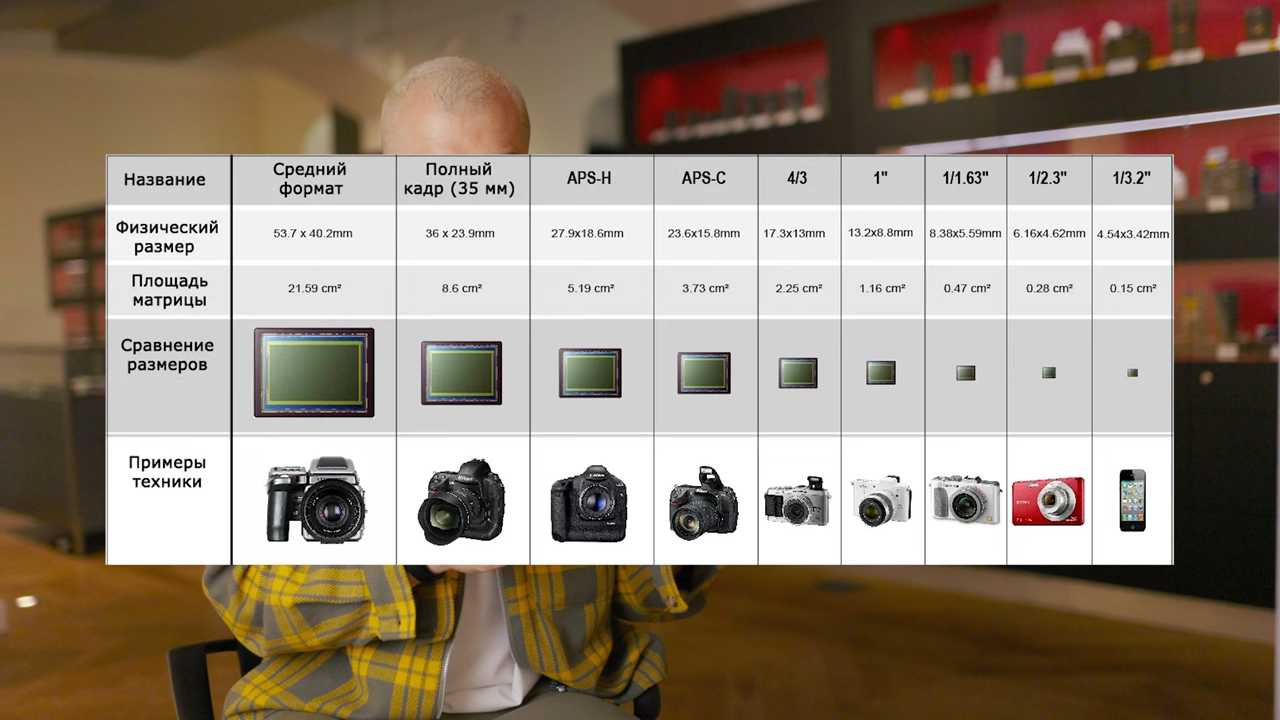 Название
Средний
формат
Полный
кадр (35 мм)
APS-H
APS-C
4/3
1"
1/1.63"
1/2.3"
1/3.2"
Физический
размер
53.7 x 40.2mm
36 x 23.9mm
27.9x18.6mm
23.6x15.8mm
17.3x13mm
13.2x8.8mm
8.38x5.59mm
6.16x4.62mm
4.54x3.42mm
Площадь
матрицы
21.59 cm²
8.6 cm²
5.19 cm²
3.73 cm²
2.25 cm²
1.16 cm²
0.47 cm²
0.28 cm²
0.15 cm²
Сравнение
размеров
Примеры
техники